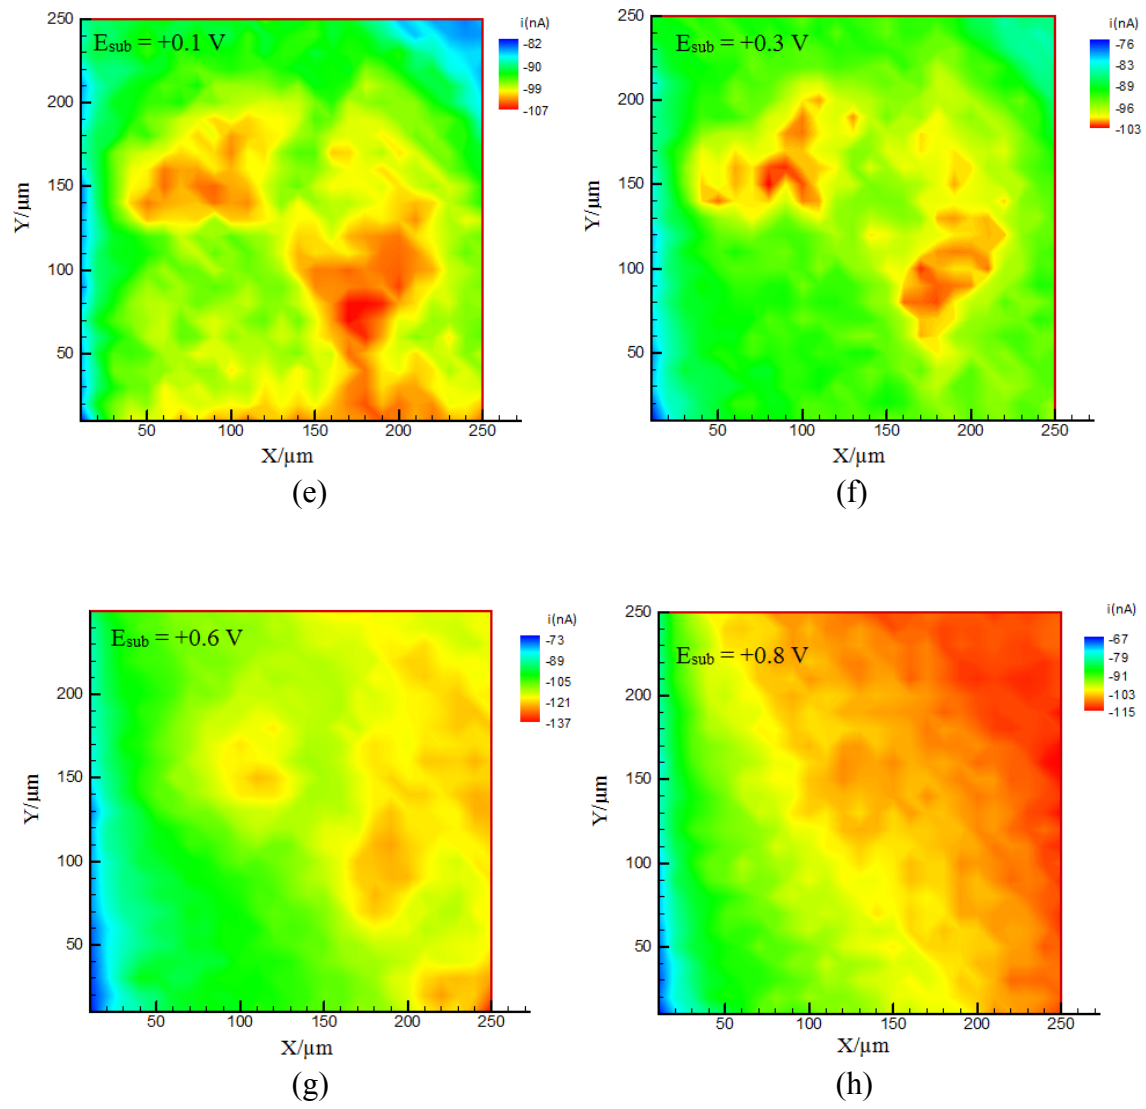 E_sub = +0.1 V
i(nA)
-82
-90
-99
-107
250
200
150
100
50
Y/µm
50 100 150 200 250
X/µm
(e)
E_sub = +0.3 V
i(nA)
-76
-83
-89
-96
-103
250
200
150
100
50
Y/µm
50 100 150 200 250
X/µm
(f)
E_sub = +0.6 V
i(nA)
-73
-89
-105
-121
-137
200
150
100
50
Y/µm
50 100 150 200 250
X/µm
(g)
E_sub = +0.8 V
i(nA)
-67
-79
-91
-103
-115
250
200
150
100
50
Y/µm
50 100 150 200 250
X/µm
(h)